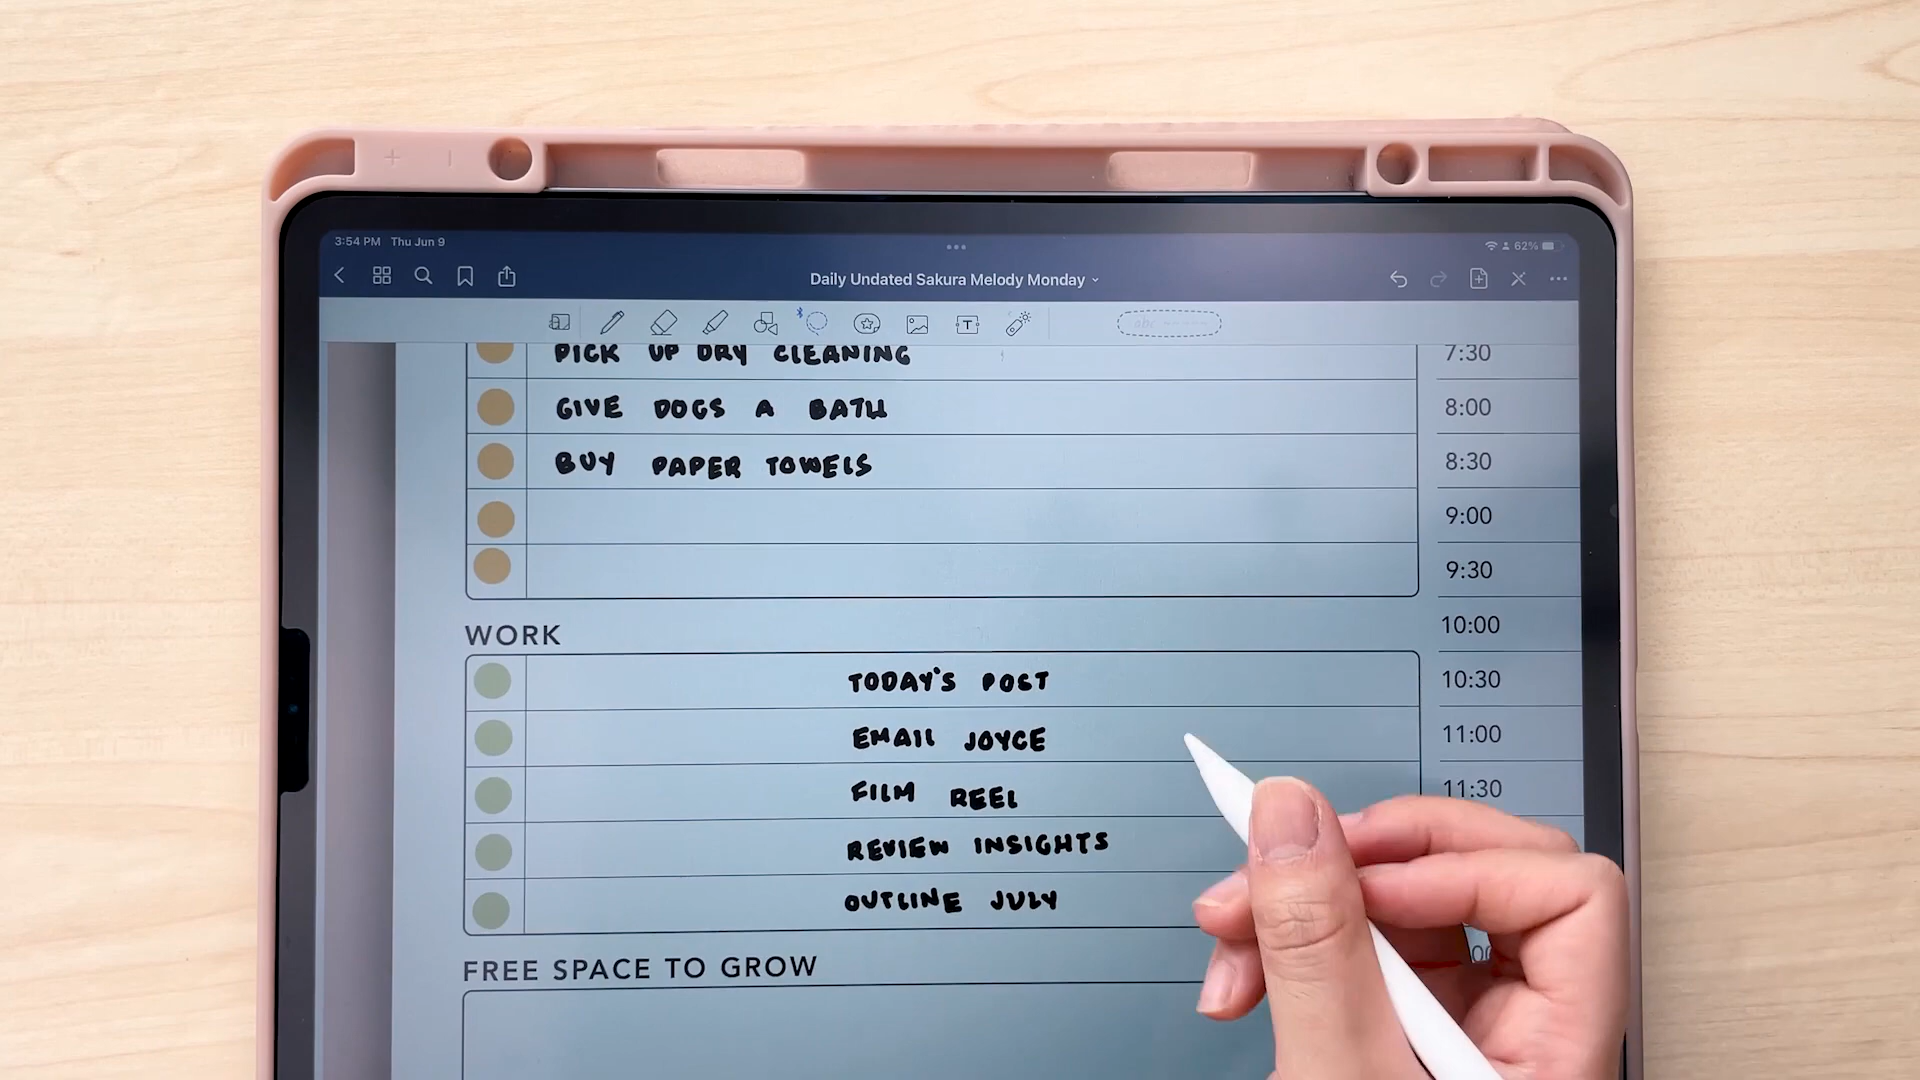 3:54 PM Thu Jun 9
62%
Daily Undated Sakura Melody Monday
T
PICK UP DRY CLEANING
7:30
GIVE DOGS A BATH
8:00
BUY PAPER TOWELS
8:30
9:00
9:30
WORK
10:00
TODAY'S POST
10:30
EMAIL JOYCE
11:00
FILM REEL
11:30
REVIEW INSIGHTS
OUTLINE JULY
FREE SPACE TO GROW